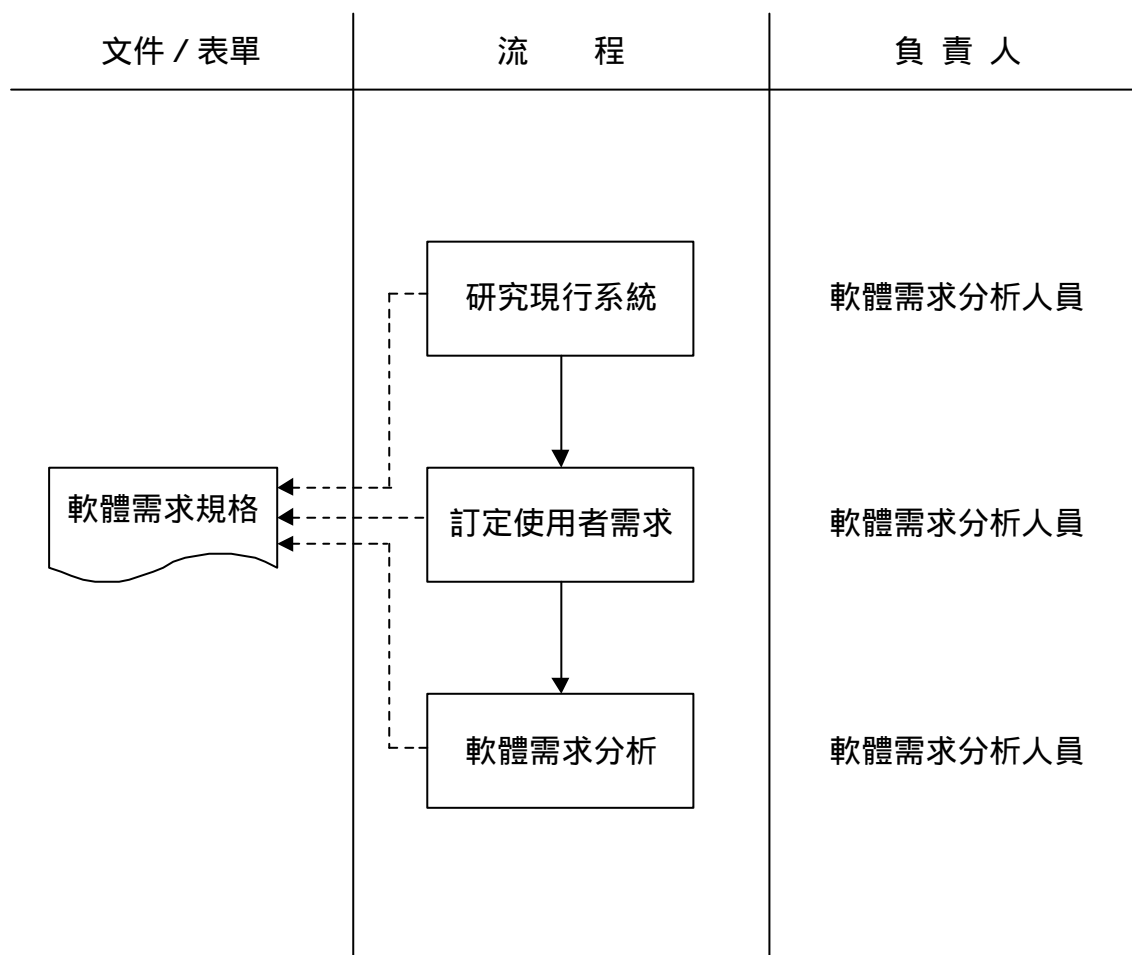 文件 / 表單
流 程
負 責 人
研究現行系統
軟體需求分析人員
軟體需求規格
訂定使用者需求
軟體需求分析人員
軟體需求分析
軟體需求分析人員